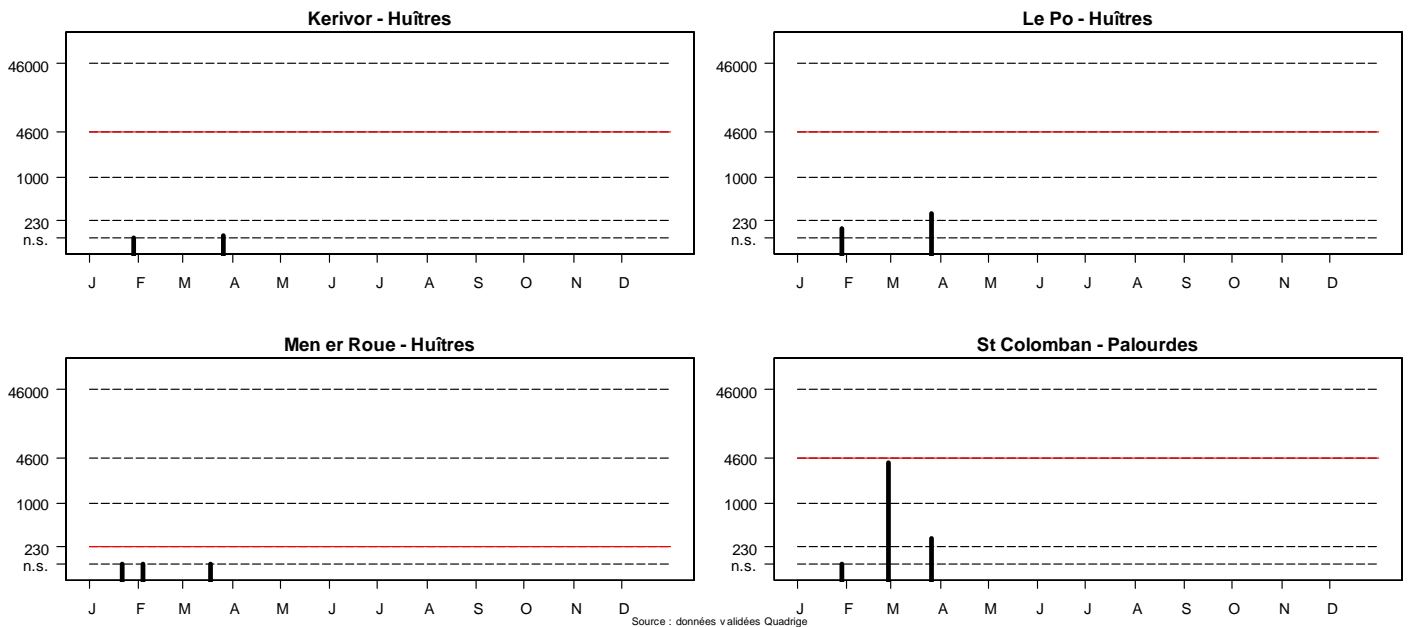 Kerivor - Huîtres
46000
4600
1000
230
n.s.
J F M A M J J A S O N D
Le Po - Huîtres
46000
4600
1000
230
n.s.
J F M A M J J A S O N D
Men er Roue - Huîtres
46000
4600
1000
230
n.s.
J F M A M J J A S O N D
St Colomban - Palourdes
46000
4600
1000
230
n.s.
J F M A M J J A S O N D
Source : données validées Quadrige